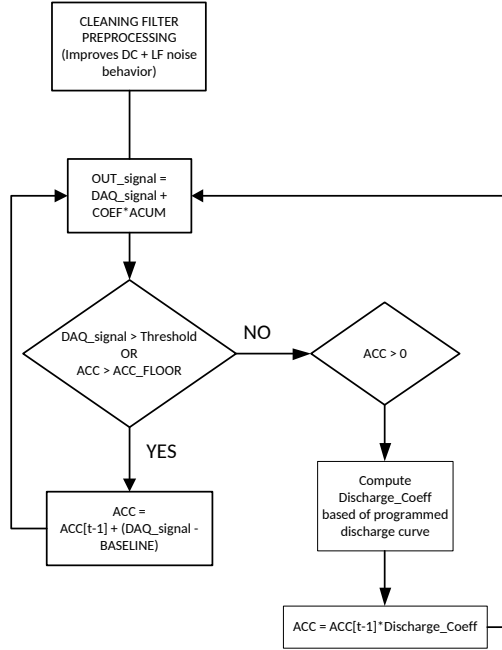 CLEANING FILTER
PREPROCESSING
(Improves DC + LF noise
behavior)
OUT_signal =
DAQ_signal +
COEF*ACUM
DAQ_signal > Threshold
OR
ACC > ACC_FLOOR
NO
ACC > 0
YES
ACC =
ACC[t-1] + (DAQ_signal -
BASELINE)
Compute
Discharge_Coeff
based of programmed
discharge curve
ACC = ACC[t-1]*Discharge_Coeff